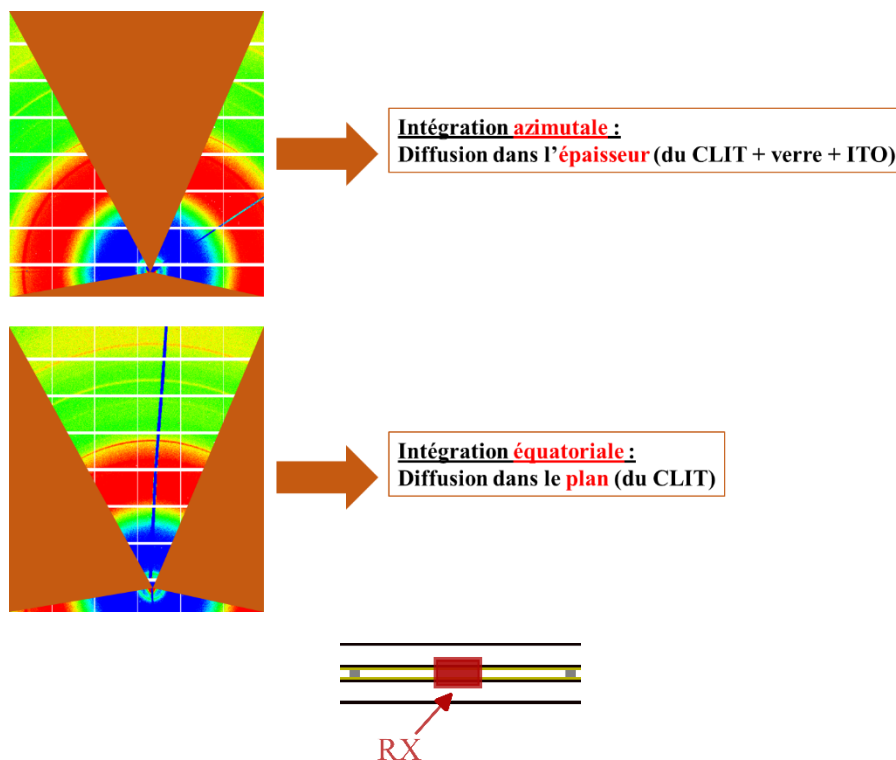 Intégration azimutale :
Diffusion dans l'épaisseur (du CLIT + verre + ITO)
Intégration équatoriale :
Diffusion dans le plan (du CLIT)
RX